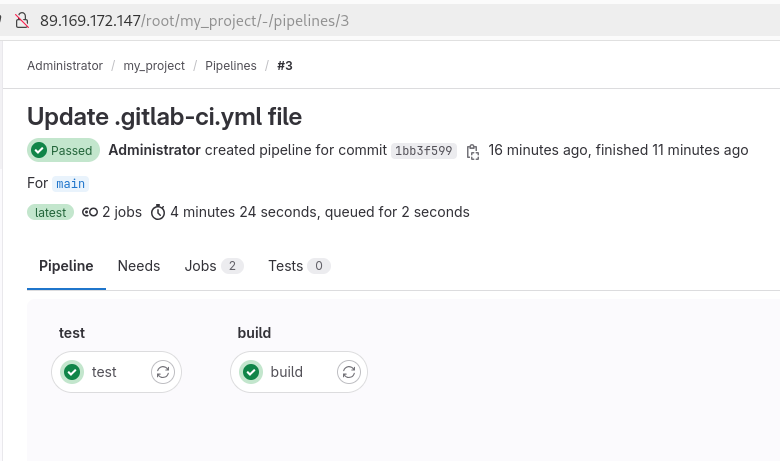 89.169.172.147/root/my_project/-/pipelines/3
Administrator / my_project / Pipelines / #3
Update .gitlab-ci.yml file
Passed Administrator created pipeline for commit 1bb3f599 16 minutes ago, finished 11 minutes ago
For main
latest 2 jobs 4 minutes 24 seconds, queued for 2 seconds
Pipeline Needs Jobs 2 Tests 0
test build
test build